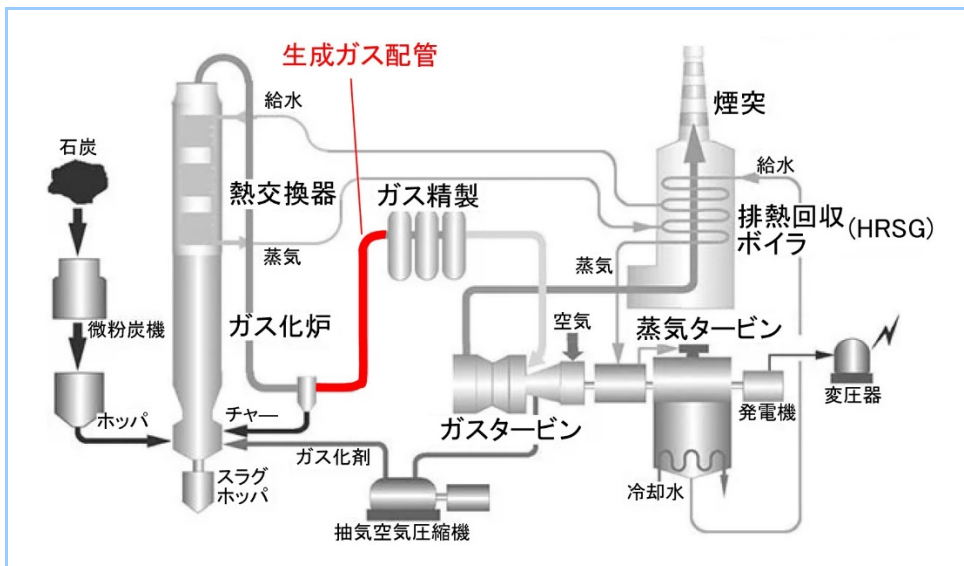 生成ガス配管
給水
煙突
石炭
給水
熱交換器
ガス精製
排熱回収
ボイラ
(HRSG)
蒸気
蒸気
微粉炭機
ガス化炉
空気
蒸気タービン
ホッパ
チャー
ガスタービン
発電機
変圧器
ガス化剤
スラグ
ホッパ
冷却水
抽気空気圧縮機